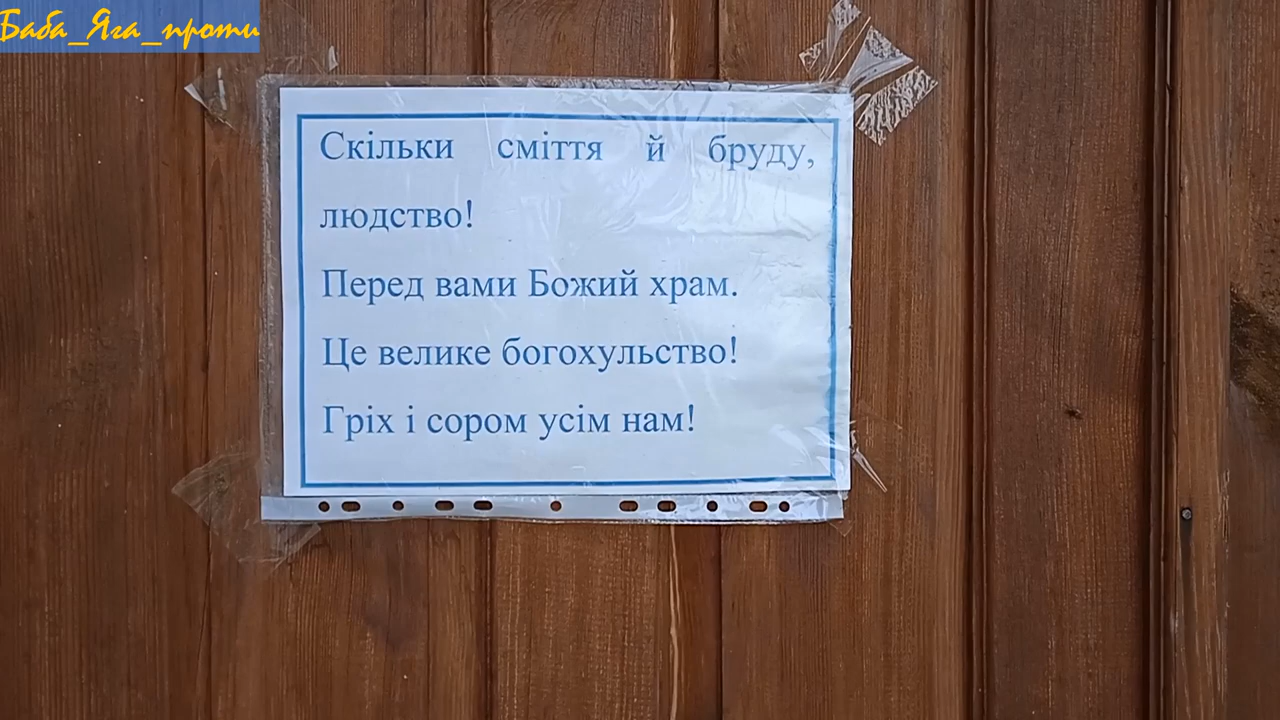 Баба_Яга_проти
Скільки сміття й бруду,
людство!
Перед вами Божий храм.
Це велике богохульство!
Гріх і сором усім нам!